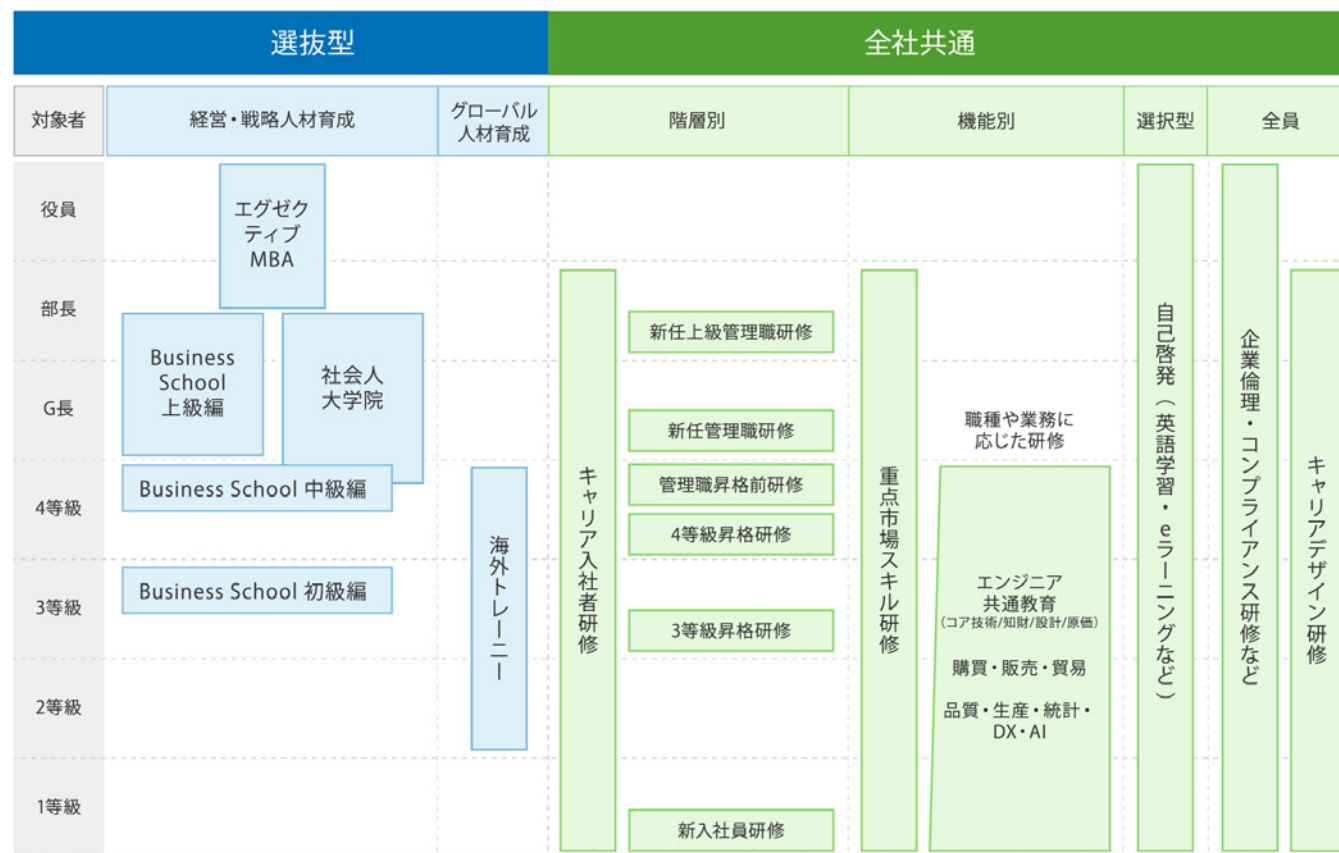 選抜型
全社共通
対象者
経営・戦略人材育成
グローバル
人材育成
階層別
機能別
選択型
全員
役員
部長
G長
4等級
3等級
2等級
1等級
エグゼク
ティブ
MBA
Business
School
上級編
社会人
大学院
Business School 中級編
Business School 初級編
海外トレーニー
キャリア入社者研修
新任上級管理職研修
新任管理職研修
管理職昇格前研修
4等級昇格研修
3等級昇格研修
新入社員研修
重点市場スキル研修
職種や業務に
応じた研修
エンジニア
共通教育
(コア技術/知財/設計/原価)
購買・販売・貿易
品質・生産・統計・
DX・AI
自己啓発（英語学習・eラーニングなど）
企業倫理・コンプライアンス研修など
キャリアデザイン研修